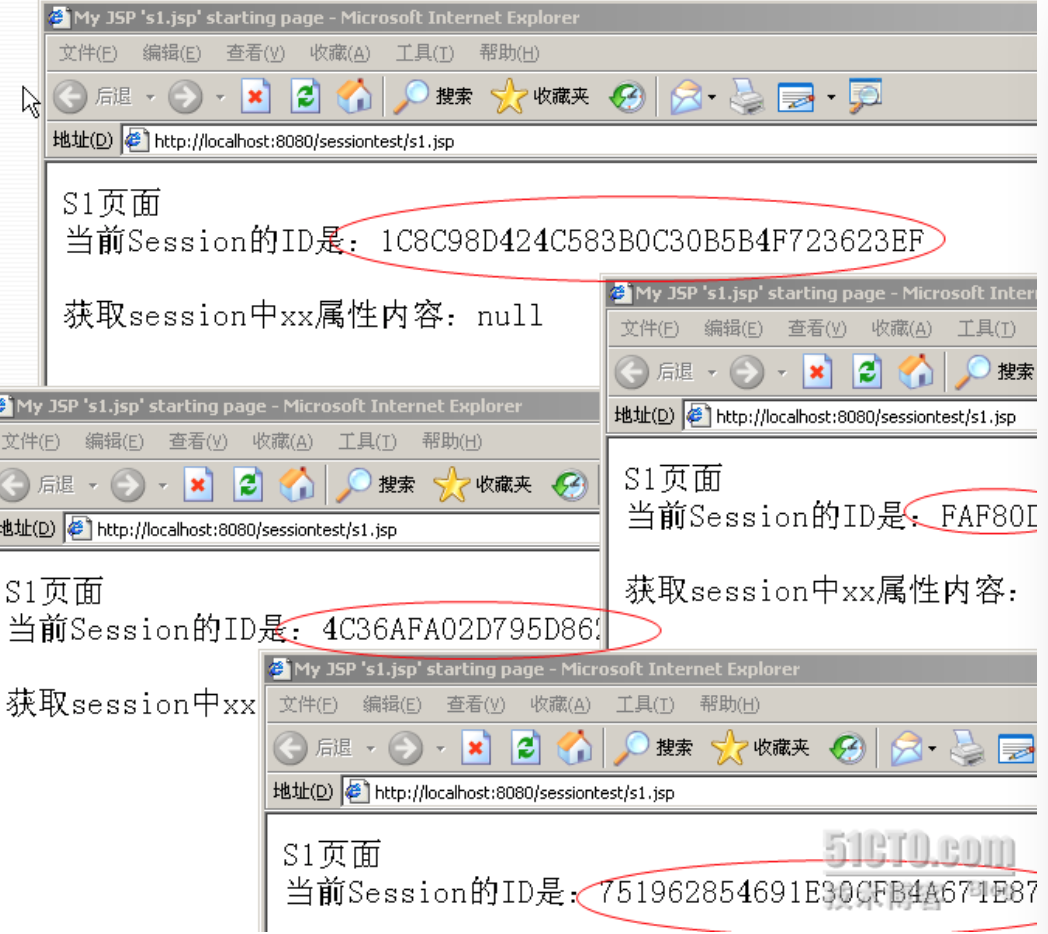 My JSP 's1.jsp' starting page - Microsoft Internet Explorer
文件(F) 编辑(E) 查看(V) 收藏(A) 工具(T) 帮助(H)
后退 搜索 收藏夹
地址(D) http://localhost:8080/sessiontest/s1.jsp
S1页面
当前Session的ID是: 1C8C98D424C583B0C30B5B4F723623EF
获取session中xx属性内容: null
My JSP 's1.jsp' starting page - Microsoft Inter
文件(F) 编辑(E) 查看(V) 收藏(A) 工具(T)
后退 搜索
地址(D) http://localhost:8080/sessiontest/s1.jsp
S1页面
当前Session的ID是: FAF80D
获取session中xx属性内容:
My JSP 's1.jsp' starting page - Microsoft Internet Explorer
文件(F) 编辑(E) 查看(V) 收藏(A) 工具(T) 帮助(H)
后退 搜索 收藏夹
地址(D) http://localhost:8080/sessiontest/s1.jsp
S1页面
当前Session的ID是: 4C36AFA02D795D862
获取session中xx
My JSP 's1.jsp' starting page - Microsoft Internet Explorer
文件(F) 编辑(E) 查看(V) 收藏(A) 工具(T) 帮助(H)
后退 搜索 收藏夹
地址(D) http://localhost:8080/sessiontest/s1.jsp
S1页面
当前Session的ID是: 751962854691E30CFB4A671E87
51CTO.com
技术博客 Blog